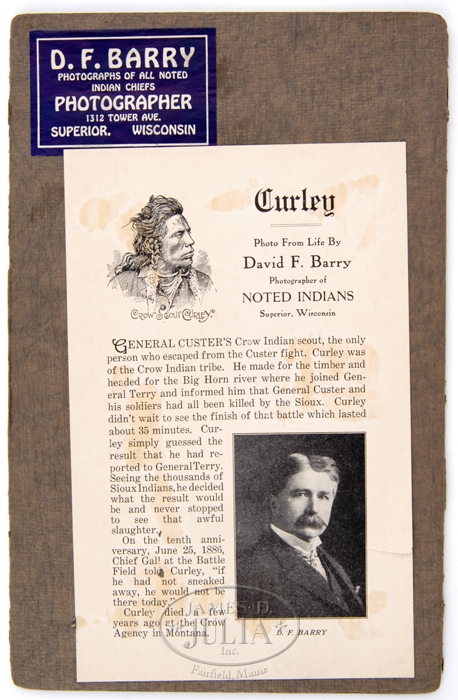 D. F. BARRY
PHOTOGRAPHS OF ALL NOTED
INDIAN CHIEFS
PHOTOGRAPHER
1312 TOWER AVE.
SUPERIOR, WISCONSIN
Curley
Photo From Life By
David F. Barry
Photographer of
NOTED INDIANS
Superior, Wisconsin
CROW SCOUT CURLEY.
GENERAL CUSTER'S Crow Indian scout, the only
person who escaped from the Custer fight. Curley was
of the Crow Indian tribe. He made for the timber and
headed for the Big Horn river where he joined Gen-
eral Terry and informed him that General Custer and
his soldiers had all been killed by the Sioux. Curley
didn't wait to see the finish of that battle which lasted
about 35 minutes. Cur-
ley simply guessed the
result that he had re-
ported to General Terry.
Seeing the thousands of
Sioux Indians, he decided
what the result would
be and never stopped
to see that awful
slaughter.
On the tenth anni-
versary, June 25, 1886,
Chief Gall at the Battle
Field told Curley, "if
he had not sneaked
away, he would not be
there today."
Curley died a few
years ago at the Crow
Agency in Montana.
D. F. BARRY
JAMES D.
JULIA
Inc.
Fairfield, Maine